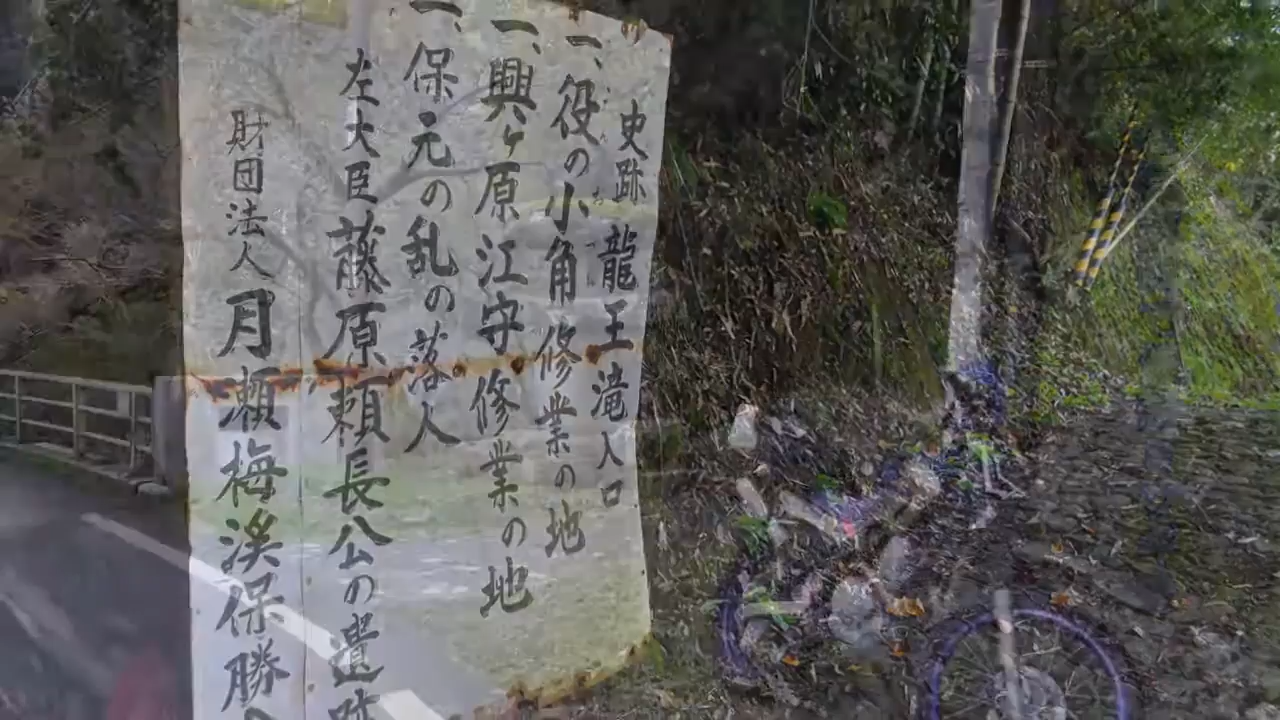 史跡 龍王滝入口
一、役の小角修業の地
一、興ヶ原江守修業の地
一、保元の乱の落人
左大臣藤原頼長公の遺跡
財団法人月瀬梅渓保勝